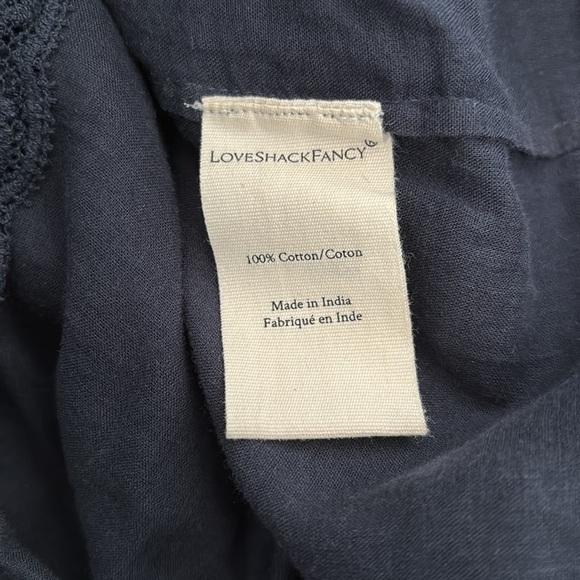 LOVESHACKFANCY
100% Cotton/Coton
Made in India
Fabriqué en Inde